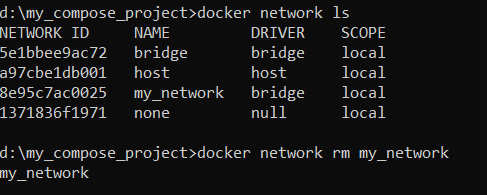 d:\my_compose_project>docker network ls
NETWORK ID NAME DRIVER SCOPE
5e1bbee9ac72 bridge bridge local
a97cbe1db001 host host local
8e95c7ac0025 my_network bridge local
1371836f1971 none null local
d:\my_compose_project>docker network rm my_network
my_network